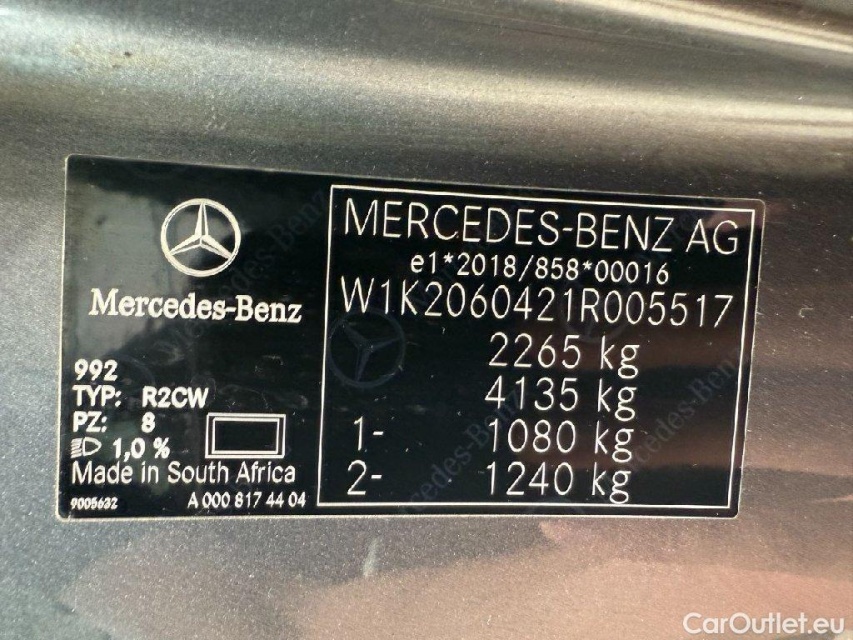 Mercedes-Benz
992
TYP: R2CW
PZ: 8
1,0 %
Made in South Africa
9005632
A 000 817 44 04
MERCEDES-BENZ AG
e1*2018/858*00016
W1K2060421R005517
2265 kg
4135 kg
1- 1080 kg
2- 1240 kg
CarOutlet.eu